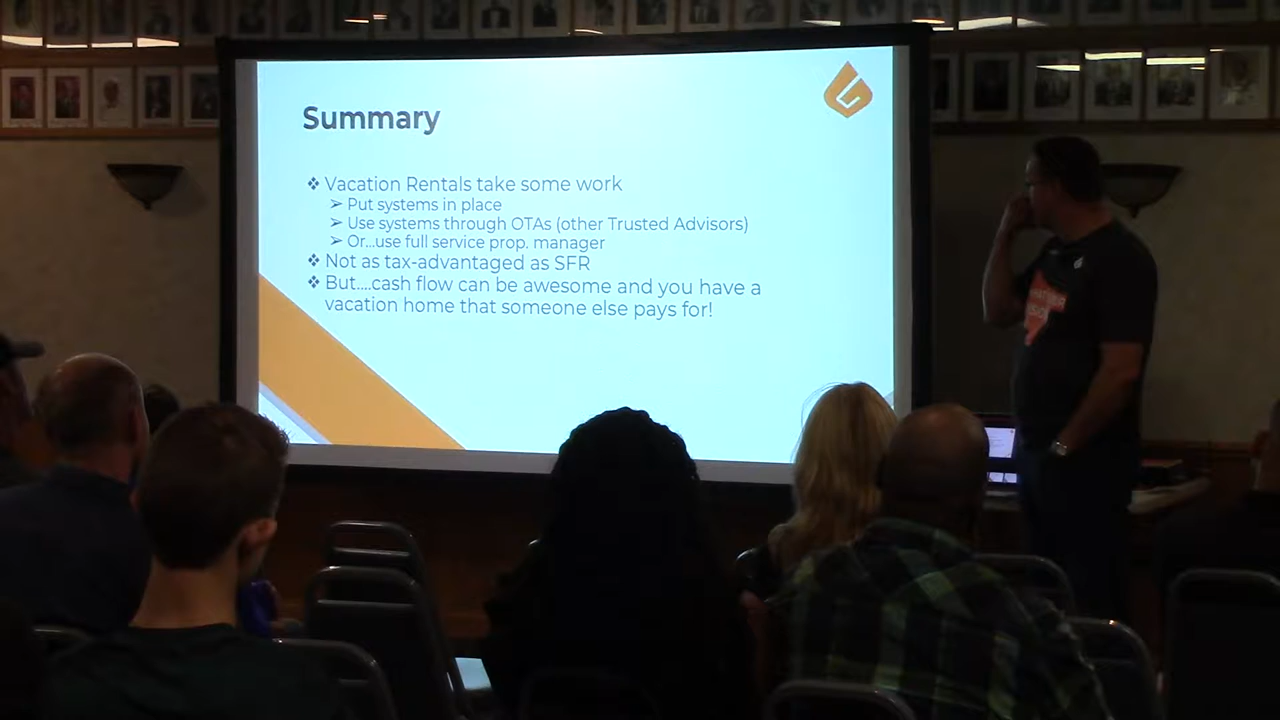 Summary
❖ Vacation Rentals take some work
➢ Put systems in place
➢ Use systems through OTAs (other Trusted Advisors)
➢ Or...use full service prop. manager
❖ Not as tax-advantaged as SFR
❖ But....cash flow can be awesome and you have a
vacation home that someone else pays for!